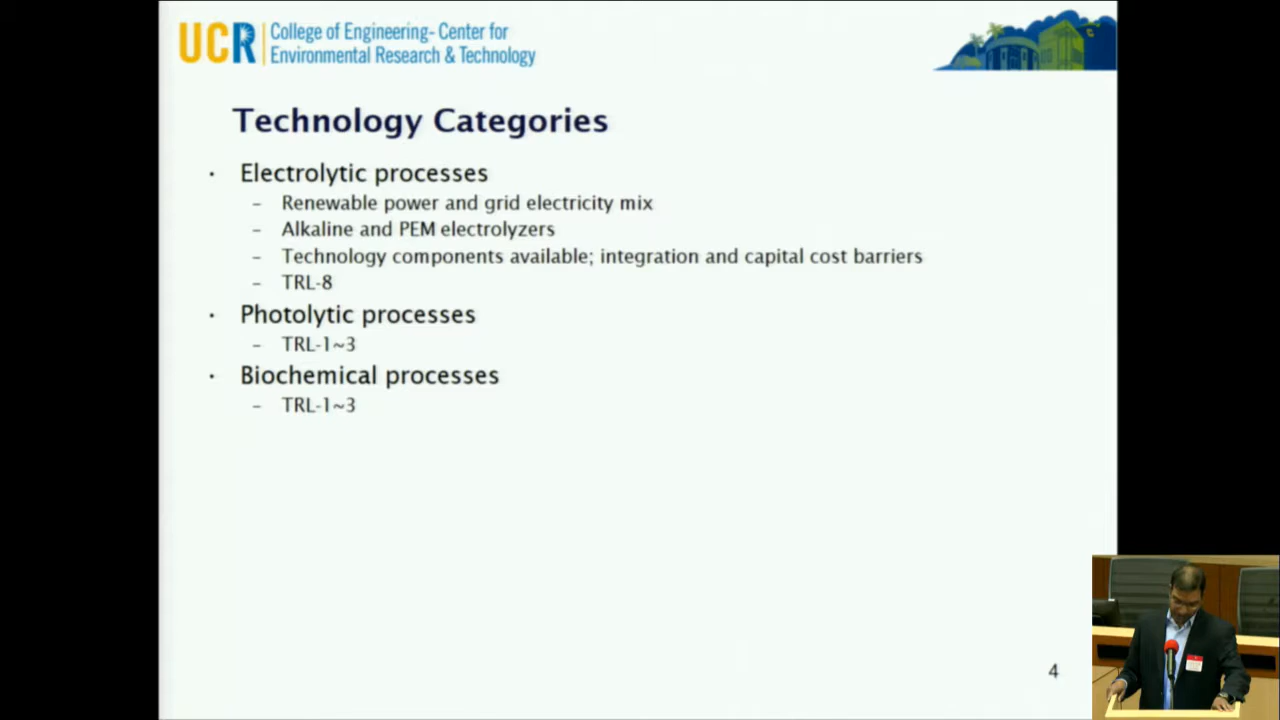 UCR College of Engineering- Center for
Environmental Research & Technology
Technology Categories
• Electrolytic processes
– Renewable power and grid electricity mix
– Alkaline and PEM electrolyzers
– Technology components available; integration and capital cost barriers
– TRL-8
• Photolytic processes
– TRL-1~3
• Biochemical processes
– TRL-1~3
4